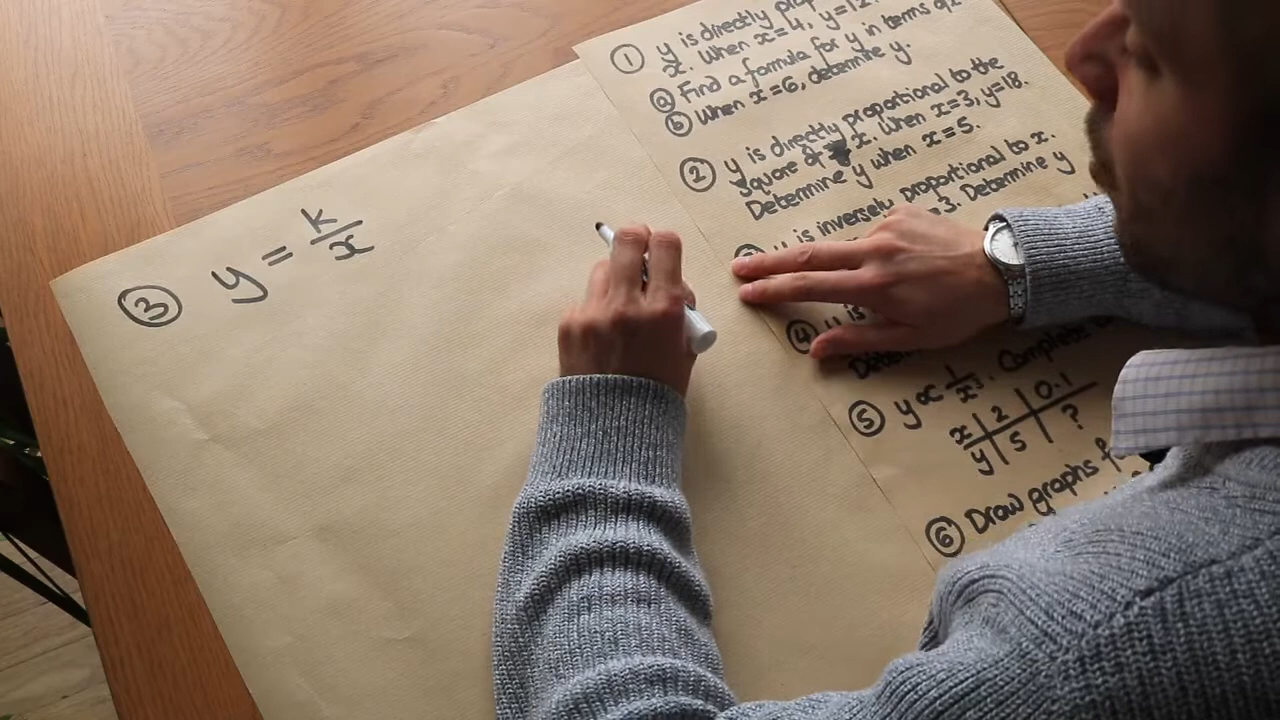 ③ y = k/x
① y is directly
x. When x=4, y=12.
ⓐ Find a formula for y in terms of x
ⓑ When x=6, determine y.
② y is directly proportional to the
square of x. When x=3, y=18.
Determine y when x=5.
is inversely proportional to x.
=3. Determine y
④ y is
⑤ y ∝ 1/x³. Complete
x 2 0.1
y 5 ?
⑥ Draw graphs